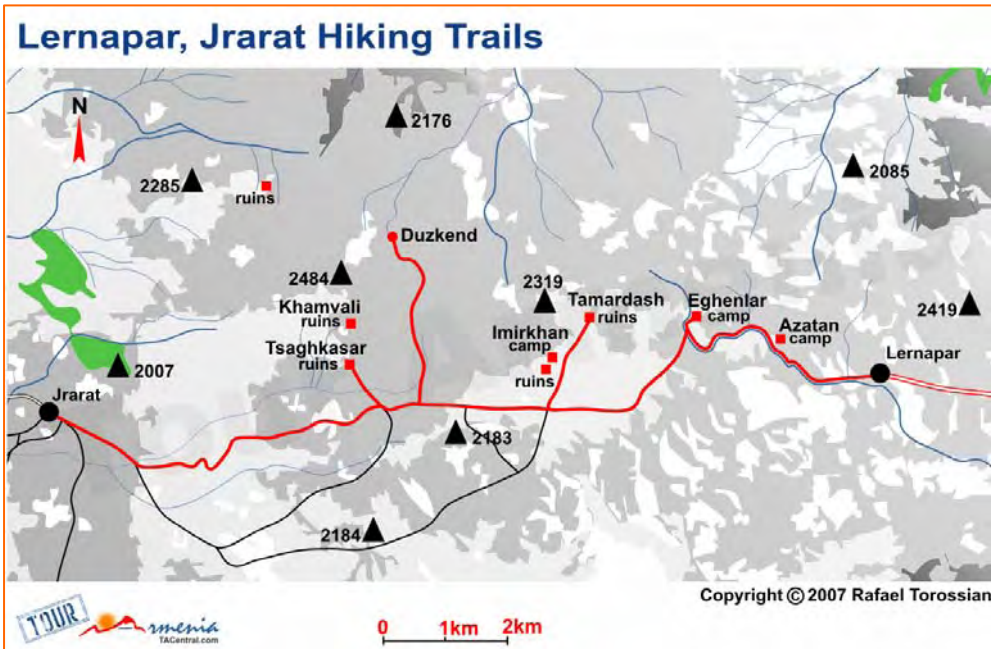 Lernapar, Jrarat Hiking Trails
N
2176
2085
2285
ruins
Duzkend
2484
2319
2419
Khamvali
ruins
Tamardash
ruins
Eghenlar
camp
Azatan
camp
Imirkhan
camp
ruins
Tsaghkasar
ruins
Lernapar
2007
Jrarat
2183
2184
Copyright © 2007 Rafael Torossian
TOUR
Armenia
TACentral.com
0 1km 2km